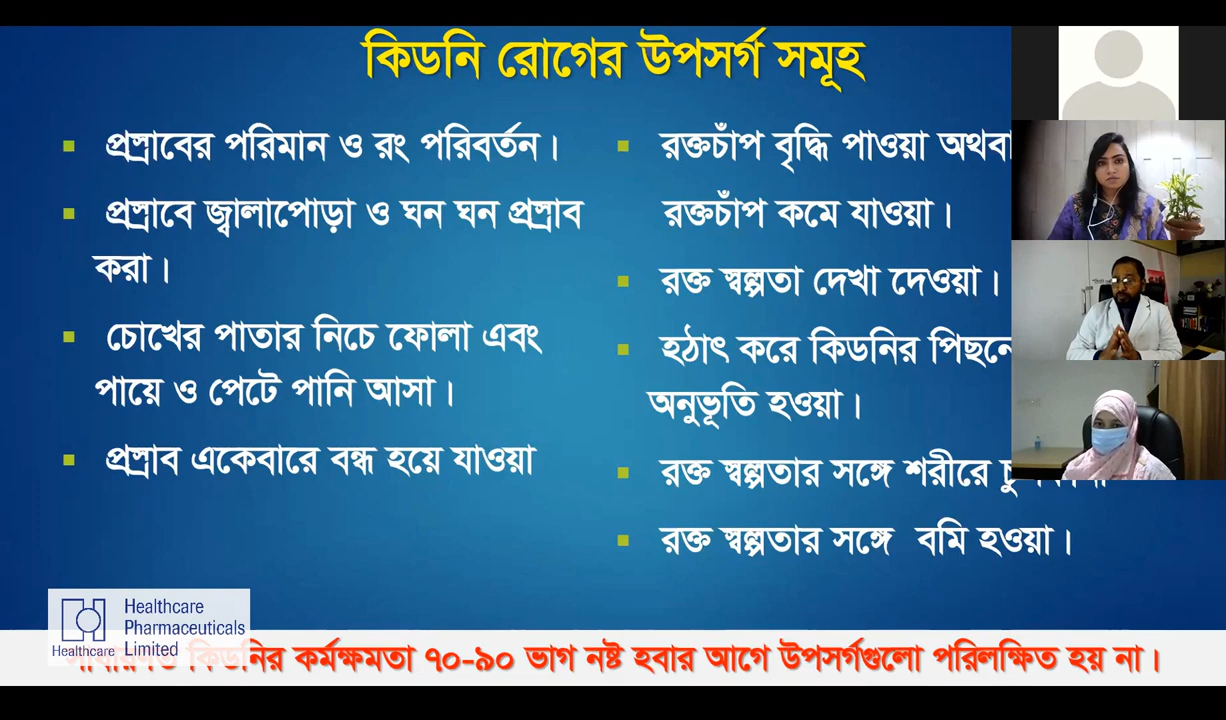 কিডনি রোগের উপসর্গ সমূহ
প্রস্রাবের পরিমান ও রং পরিবর্তন।
প্রস্রাবে জ্বালাপোড়া ও ঘন ঘন প্রস্রাব
করা।
চোখের পাতার নিচে ফোলা এবং
পায়ে ও পেটে পানি আসা।
প্রস্রাব একেবারে বন্ধ হয়ে যাওয়া
রক্তচাঁপ বৃদ্ধি পাওয়া অথবা
রক্তচাঁপ কমে যাওয়া।
রক্ত স্বল্পতা দেখা দেওয়া।
হঠাৎ করে কিডনির পিছনে
অনুভূতি হওয়া।
রক্ত স্বল্পতার সঙ্গে শরীরে
রক্ত স্বল্পতার সঙ্গে বমি হওয়া।
Healthcare
Pharmaceuticals
Limited
Healthcare
কিডনির কর্মক্ষমতা ৭০-৯০ ভাগ নষ্ট হবার আগে উপসর্গগুলো পরিলক্ষিত হয় না।